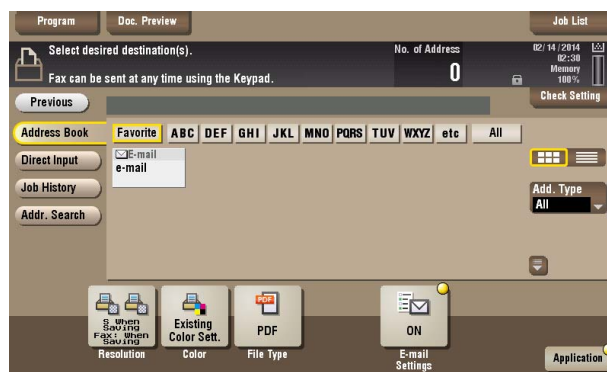 Program
Doc. Preview
Job List
Select desired destination(s).
Fax can be sent at any time using the Keypad.
No. of Address
0
02/14/2014
02:30
Memory
100%
Previous
Check Setting
Address Book
Favorite ABC DEF GHI JKL MNO PQRS TUV WXYZ etc All
E-mail
e-mail
Direct Input
Job History
Addr. Search
Add. Type
All
S When
Saving
Fax: When
Saving
Resolution
Existing
Color Sett.
Color
PDF
PDF
File Type
ON
E-mail
Settings
Application